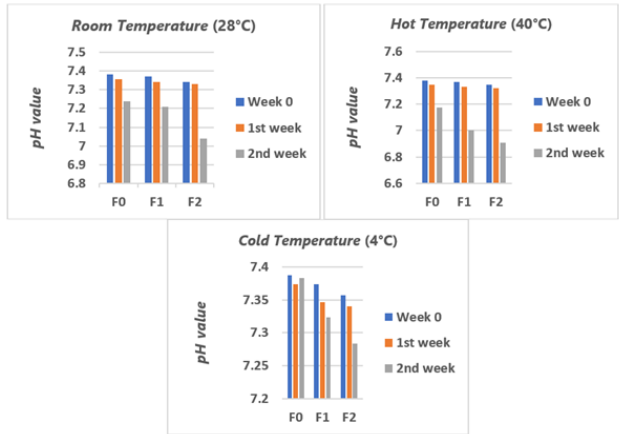 Room Temperature (28°C)
7.5
7.4
7.3
7.2
7.1
7
6.9
6.8
pH value
F0 F1 F2
Week 0
1st week
2nd week
Hot Temperature (40°C)
7.6
7.4
7.2
7
6.8
6.6
pH value
F0 F1 F2
Week 0
1st week
2nd week
Cold Temperature (4°C)
7.4
7.35
7.3
7.25
7.2
pH value
F0 F1 F2
Week 0
1st week
2nd week